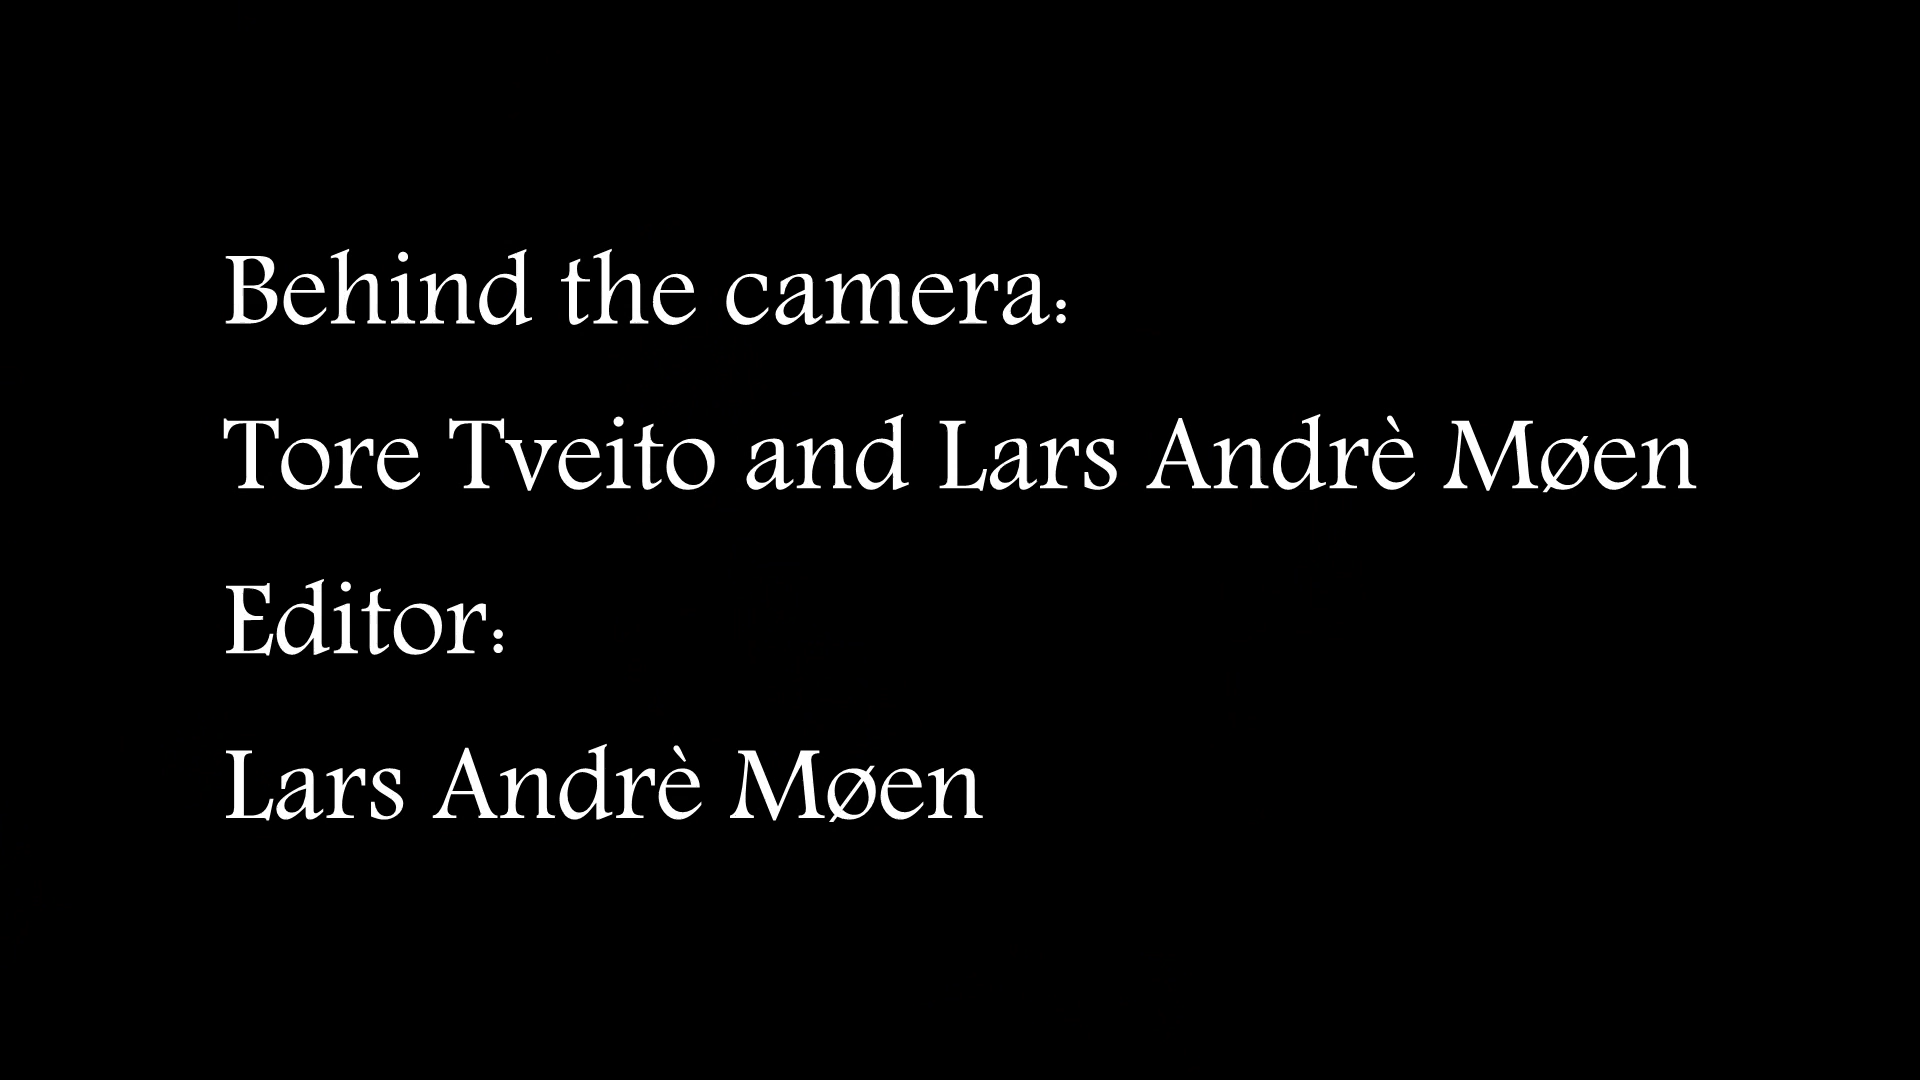 Behind the camera:
Tore Tveito and Lars Andrè Møen
Editor:
Lars Andrè Møen